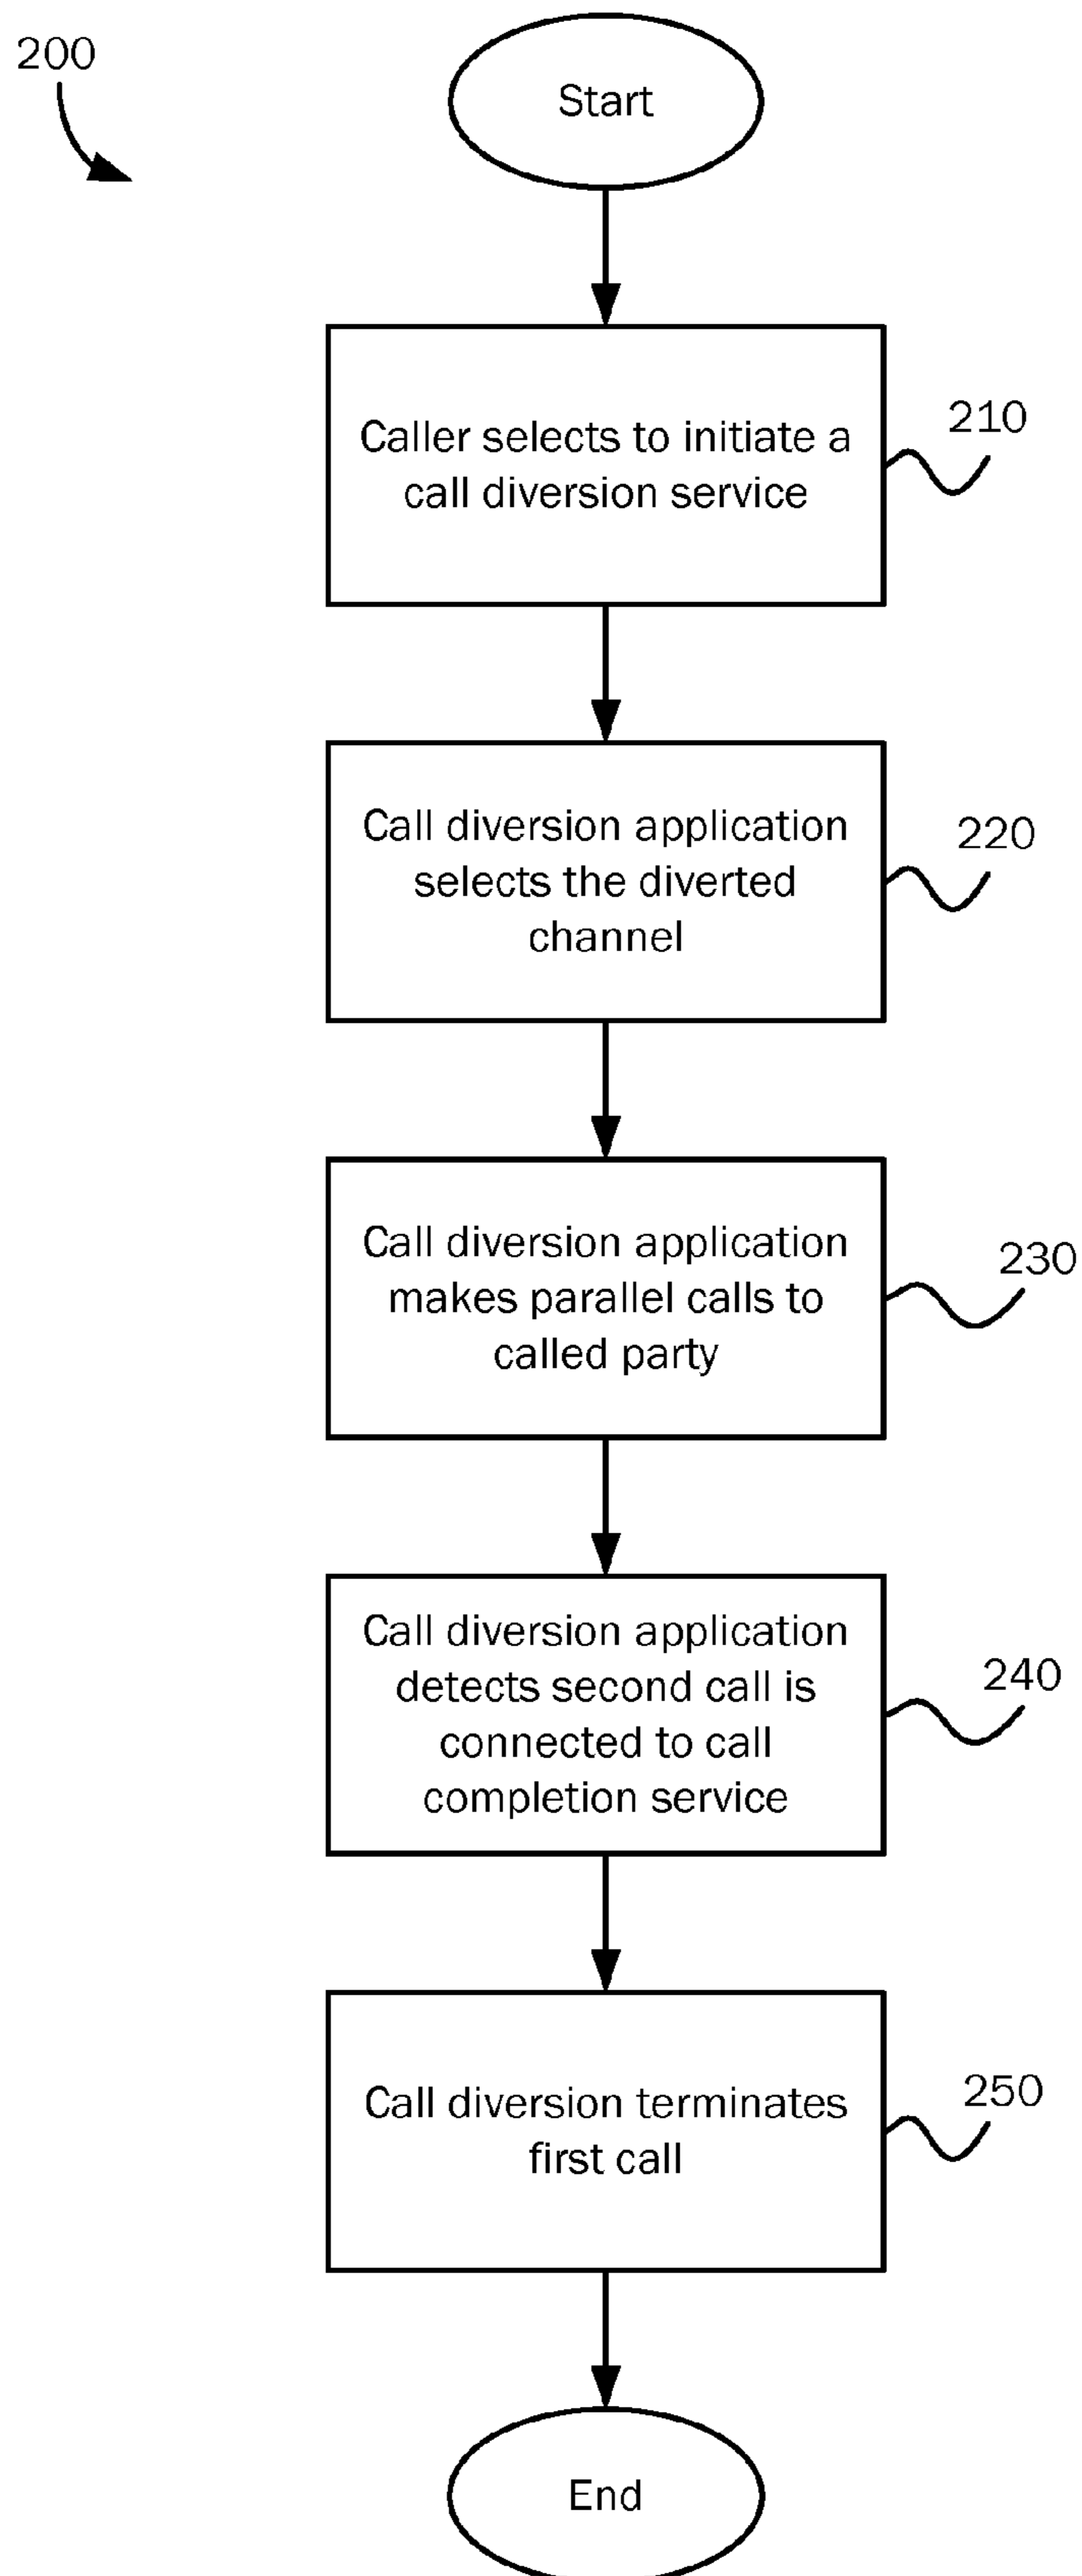 200
Start
Caller selects to initiate a
call diversion service
210
Call diversion application
selects the diverted
channel
220
Call diversion application
makes parallel calls to
called party
230
Call diversion application
detects second call is
connected to call
completion service
240
Call diversion terminates
first call
250
End